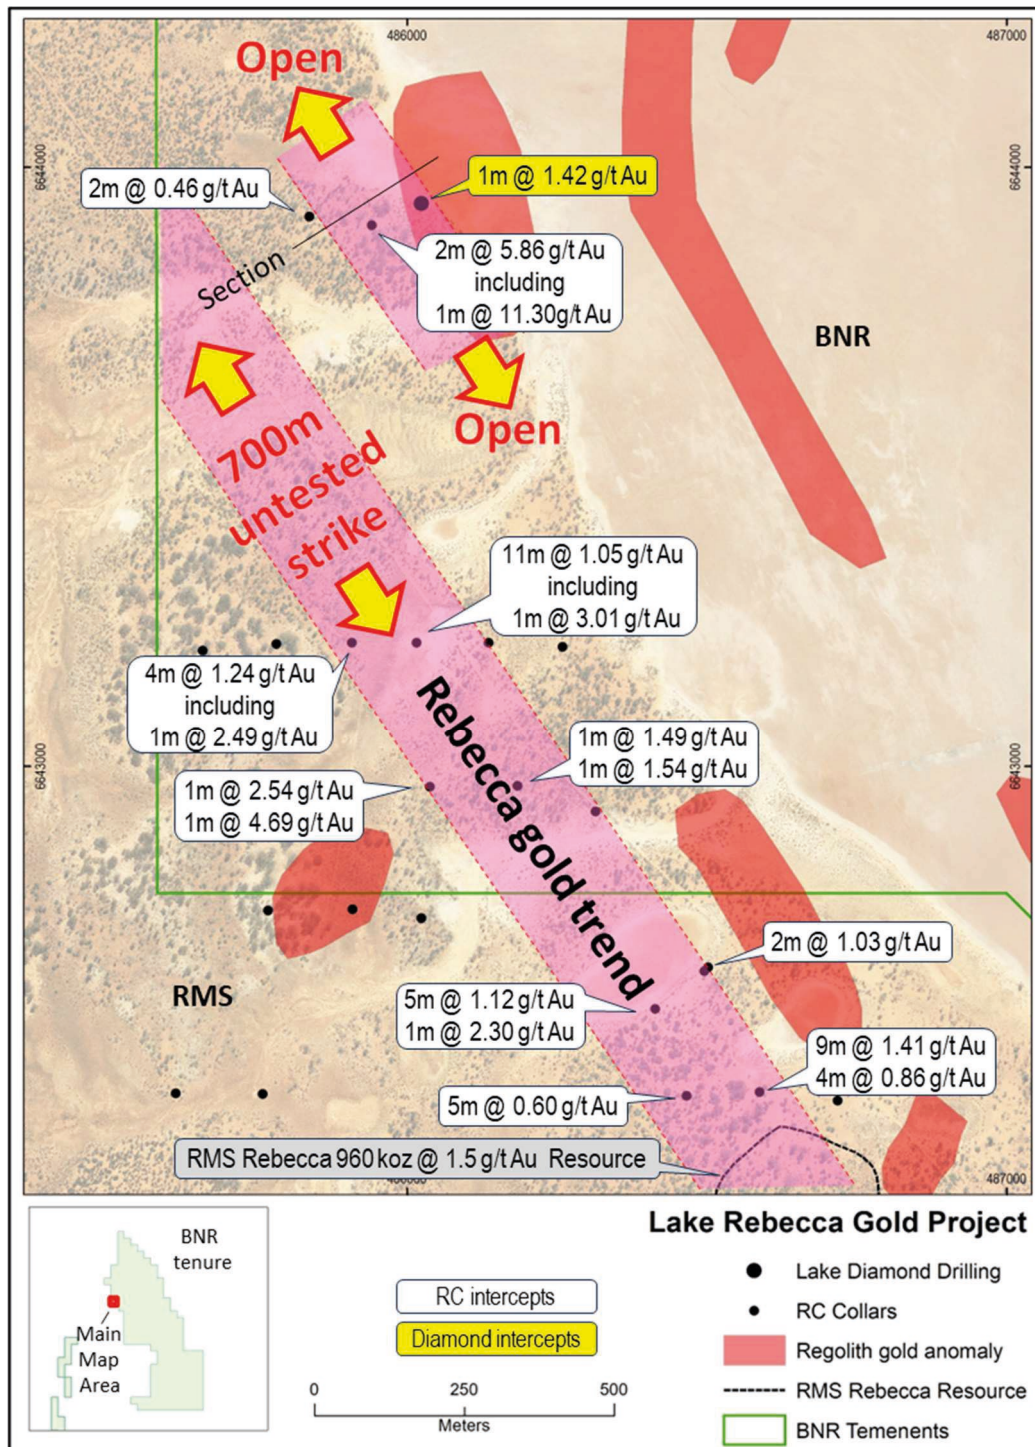 486000
487000
Open
6644000
6644000
2m @ 0.46 g/t Au
1m @ 1.42 g/t Au
2m @ 5.86 g/t Au
including
1m @ 11.30g/t Au
Section
BNR
Open
700m
untested
strike
11m @ 1.05 g/t Au
including
1m @ 3.01 g/t Au
4m @ 1.24 g/t Au
including
1m @ 2.49 g/t Au
Rebecca gold trend
1m @ 1.49 g/t Au
1m @ 1.54 g/t Au
6643000
6643000
1m @ 2.54 g/t Au
1m @ 4.69 g/t Au
2m @ 1.03 g/t Au
RMS
5m @ 1.12 g/t Au
1m @ 2.30 g/t Au
9m @ 1.41 g/t Au
4m @ 0.86 g/t Au
5m @ 0.60 g/t Au
RMS Rebecca 960 koz @ 1.5 g/t Au Resource
486000
487000
BNR
tenure
Main
Map
Area
RC intercepts
Diamond intercepts
0 250 500
Meters
Lake Rebecca Gold Project
Lake Diamond Drilling
RC Collars
Regolith gold anomaly
RMS Rebecca Resource
BNR Temenents